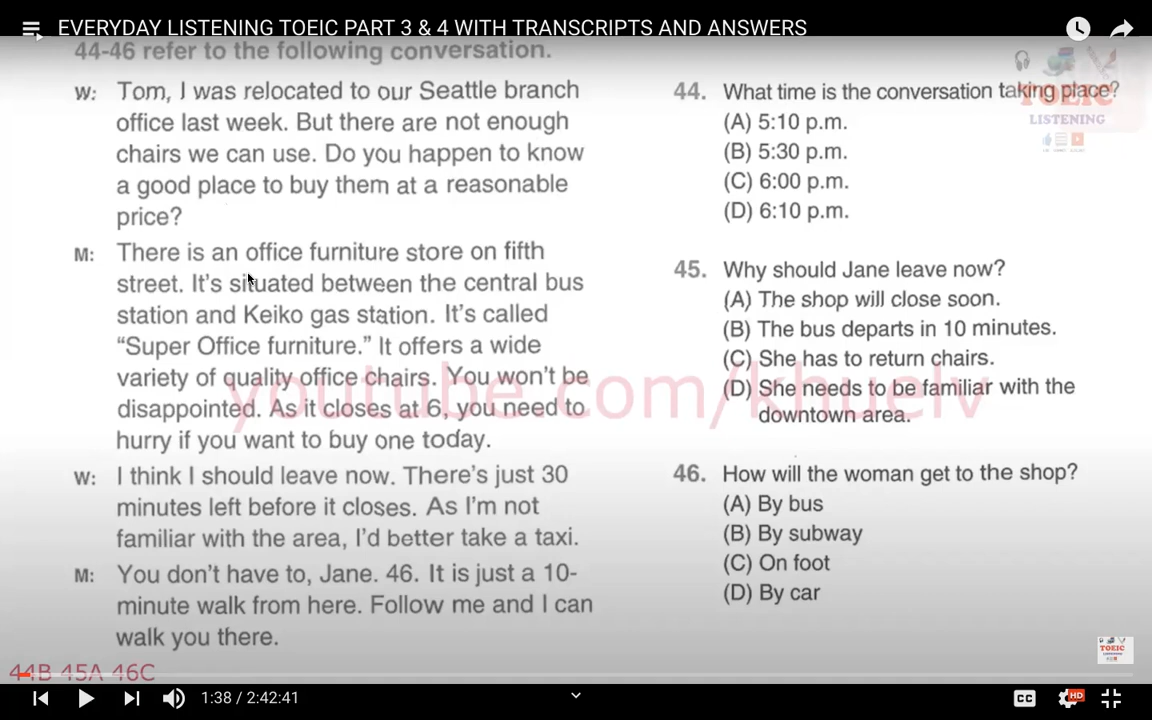 EVERYDAY LISTENING TOEIC PART 3 & 4 WITH TRANSCRIPTS AND ANSWERS
44-46 refer to the following conversation.
W: Tom, I was relocated to our Seattle branch
office last week. But there are not enough
chairs we can use. Do you happen to know
a good place to buy them at a reasonable
price?
M: There is an office furniture store on fifth
street. It's situated between the central bus
station and Keiko gas station. It's called
“Super Office furniture.” It offers a wide
variety of quality office chairs. You won't be
disappointed. As it closes at 6, you need to
hurry if you want to buy one today.
W: I think I should leave now. There's just 30
minutes left before it closes. As I'm not
familiar with the area, I'd better take a taxi.
M: You don't have to, Jane. 46. It is just a 10-
minute walk from here. Follow me and I can
walk you there.
44. What time is the conversation taking place?
(A) 5:10 p.m.
(B) 5:30 p.m.
(C) 6:00 p.m.
(D) 6:10 p.m.
45. Why should Jane leave now?
(A) The shop will close soon.
(B) The bus departs in 10 minutes.
(C) She has to return chairs.
(D) She needs to be familiar with the
downtown area.
46. How will the woman get to the shop?
(A) By bus
(B) By subway
(C) On foot
(D) By car
TOEIC
LISTENING
youtube.com/khuelv
TOEIC
44B 45A 46C
1:38 / 2:42:41
CC
HD